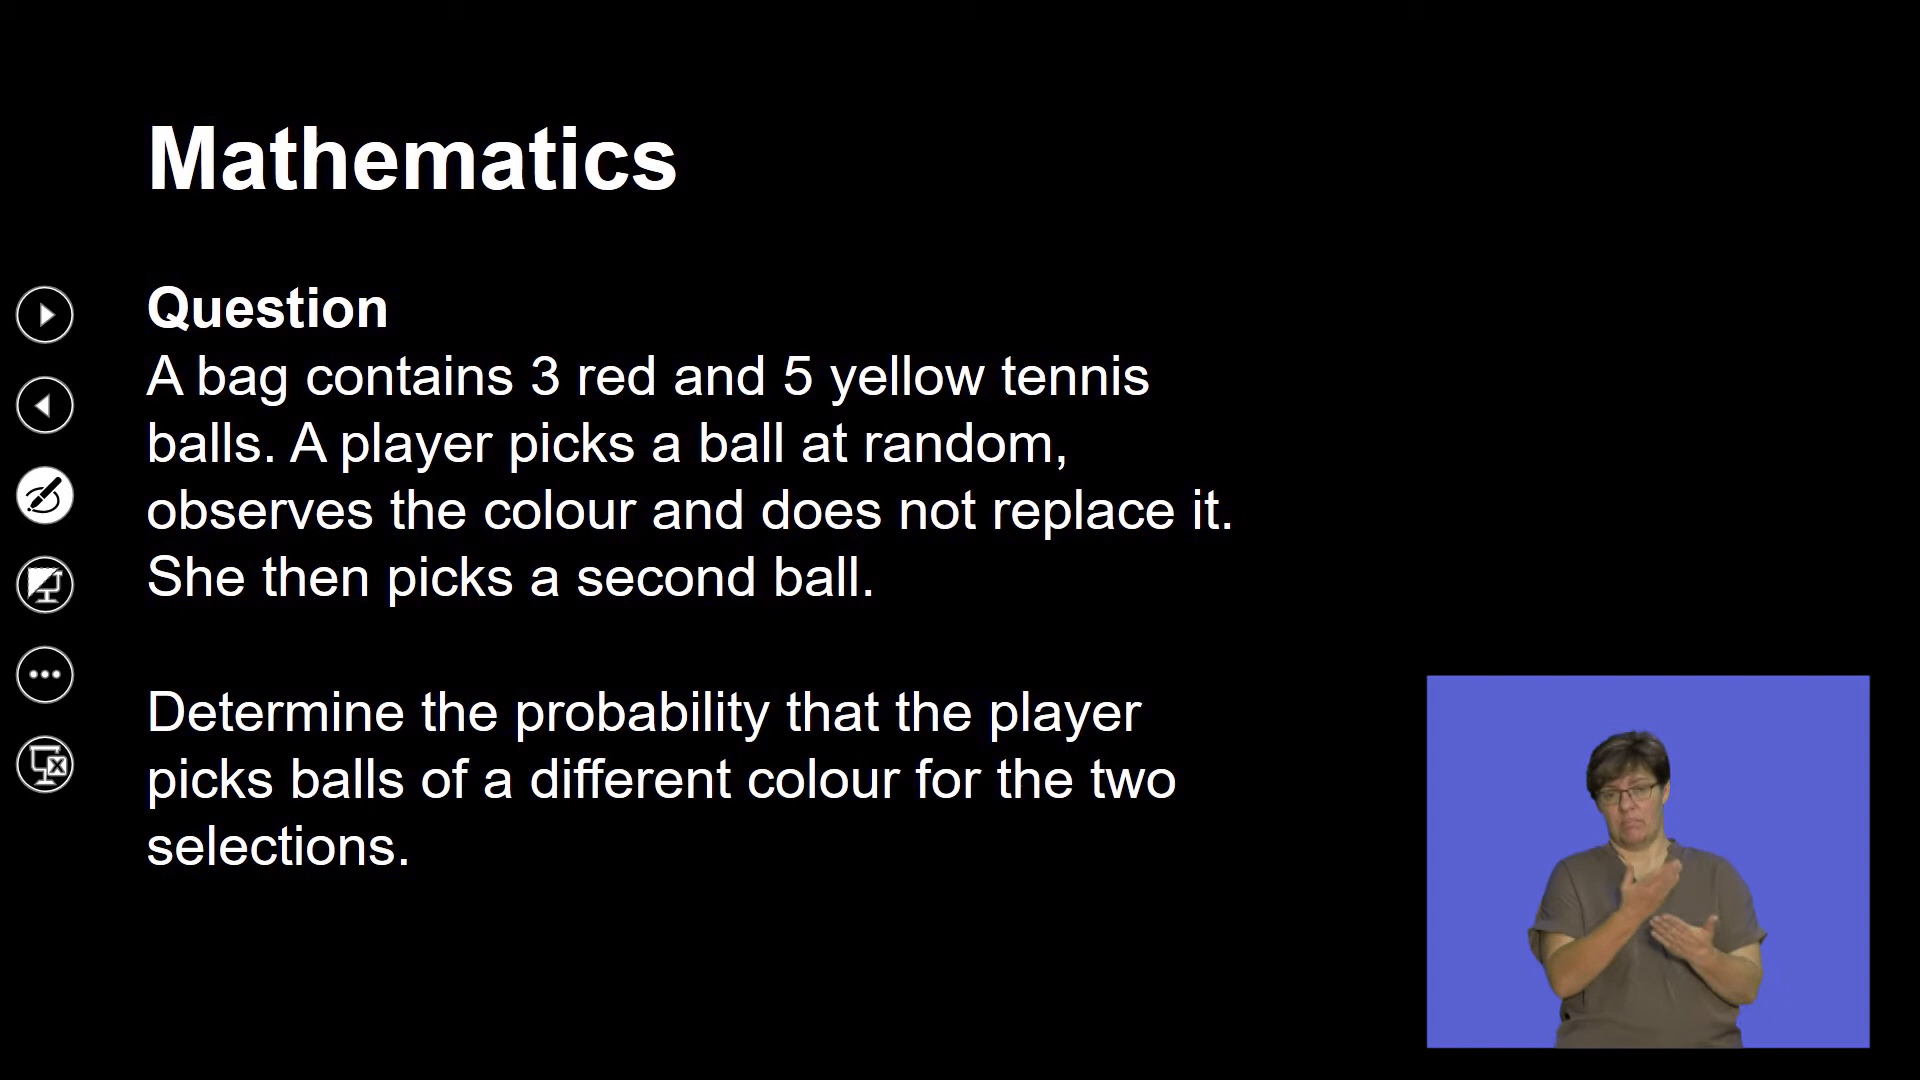 Mathematics
Question
A bag contains 3 red and 5 yellow tennis
balls. A player picks a ball at random,
observes the colour and does not replace it.
She then picks a second ball.
Determine the probability that the player
picks balls of a different colour for the two
selections.